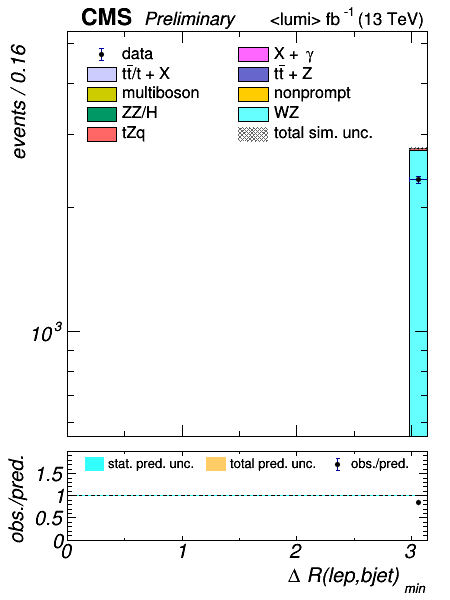 CMS Preliminary <lumi> fb⁻¹ (13 TeV)
events / 0.16
data
X + γ
tt̄/t + X
tt̄ + Z
multiboson
nonprompt
ZZ/H
WZ
tZ̄q
total sim. unc.
10³
obs./pred.
stat. pred. unc.
total pred. unc.
obs./pred.
1.5
1
0.5
0
0
1
2
3
Δ R(lep,bjet)min